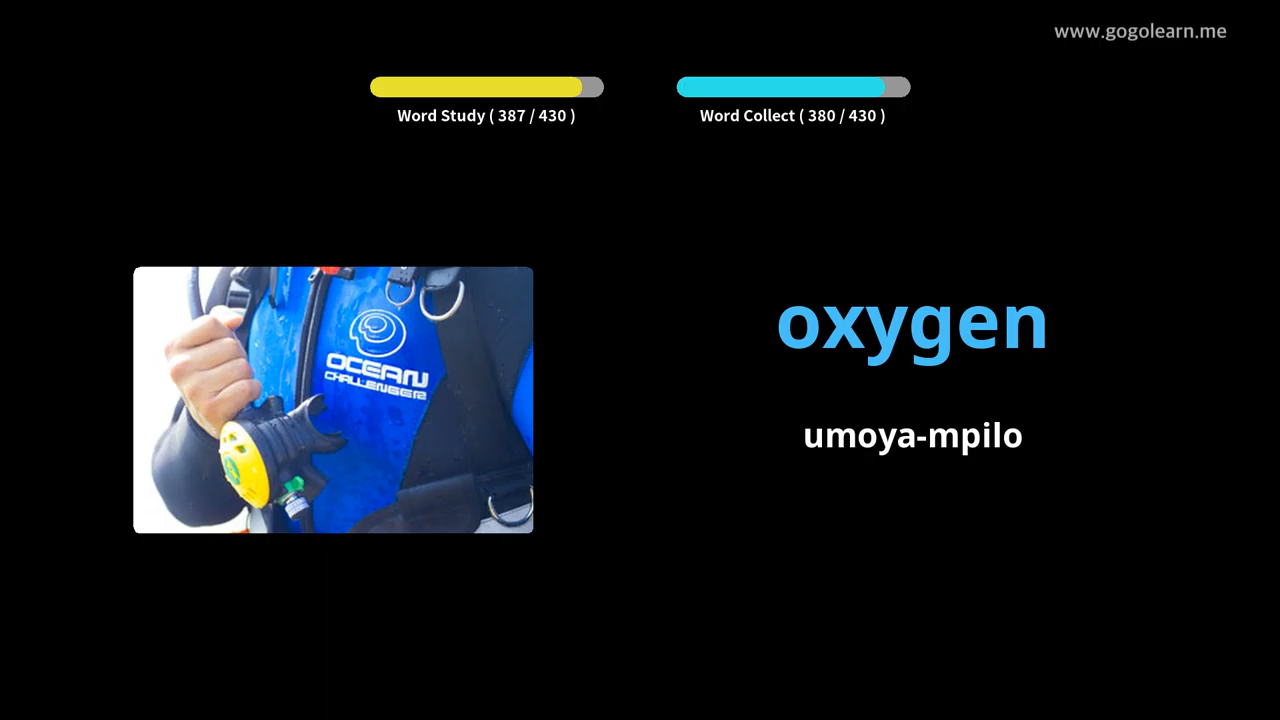 www.gogolearn.me
Word Study ( 387 / 430 )
Word Collect ( 380 / 430 )
OCEAN
CHALLENGER
oxygen
umoya-mpilo